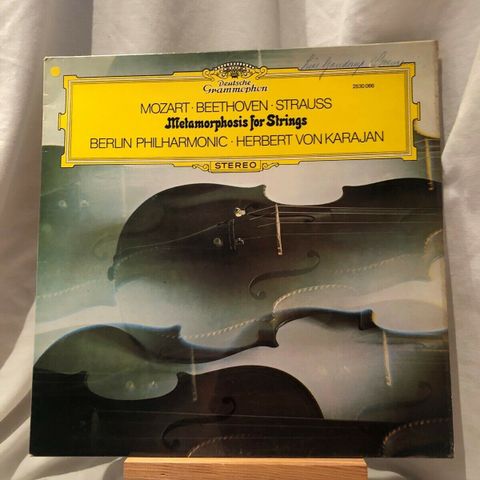 Deutsche
Grammophon
2530 066
MOZART · BEETHOVEN · STRAUSS
Metamorphosis for Strings
BERLIN PHILHARMONIC · HERBERT VON KARAJAN
STEREO